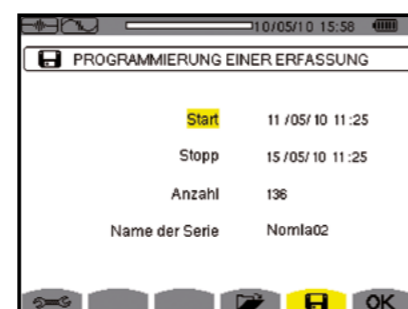 10/05/10 15:58
PROGRAMMIERUNG EINER ERFASSUNG
Start 11 /05/ 10 11 :25
Stopp 15 /05/ 10 11 :25
Anzahl 136
Name der Serie Nomla02
OK